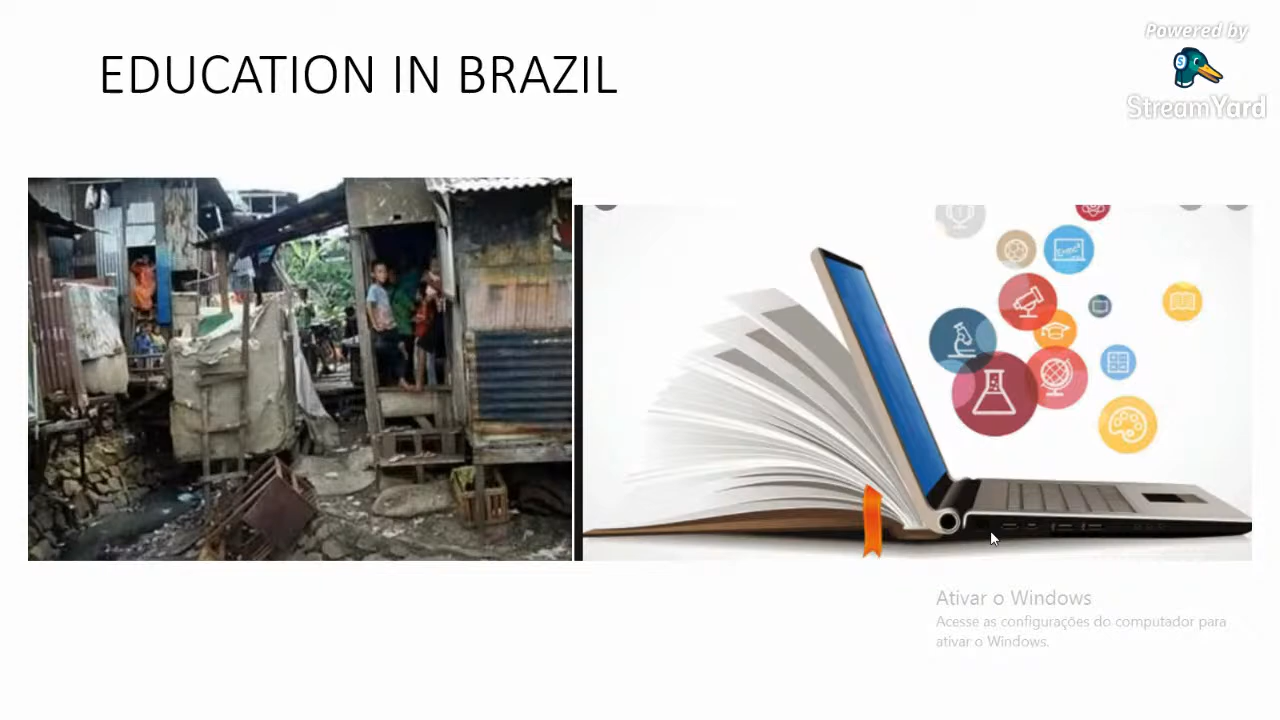 Powered by
EDUCATION IN BRAZIL
StreamYard
Ativar o Windows
Acesse as configurações do computador para
ativar o Windows.